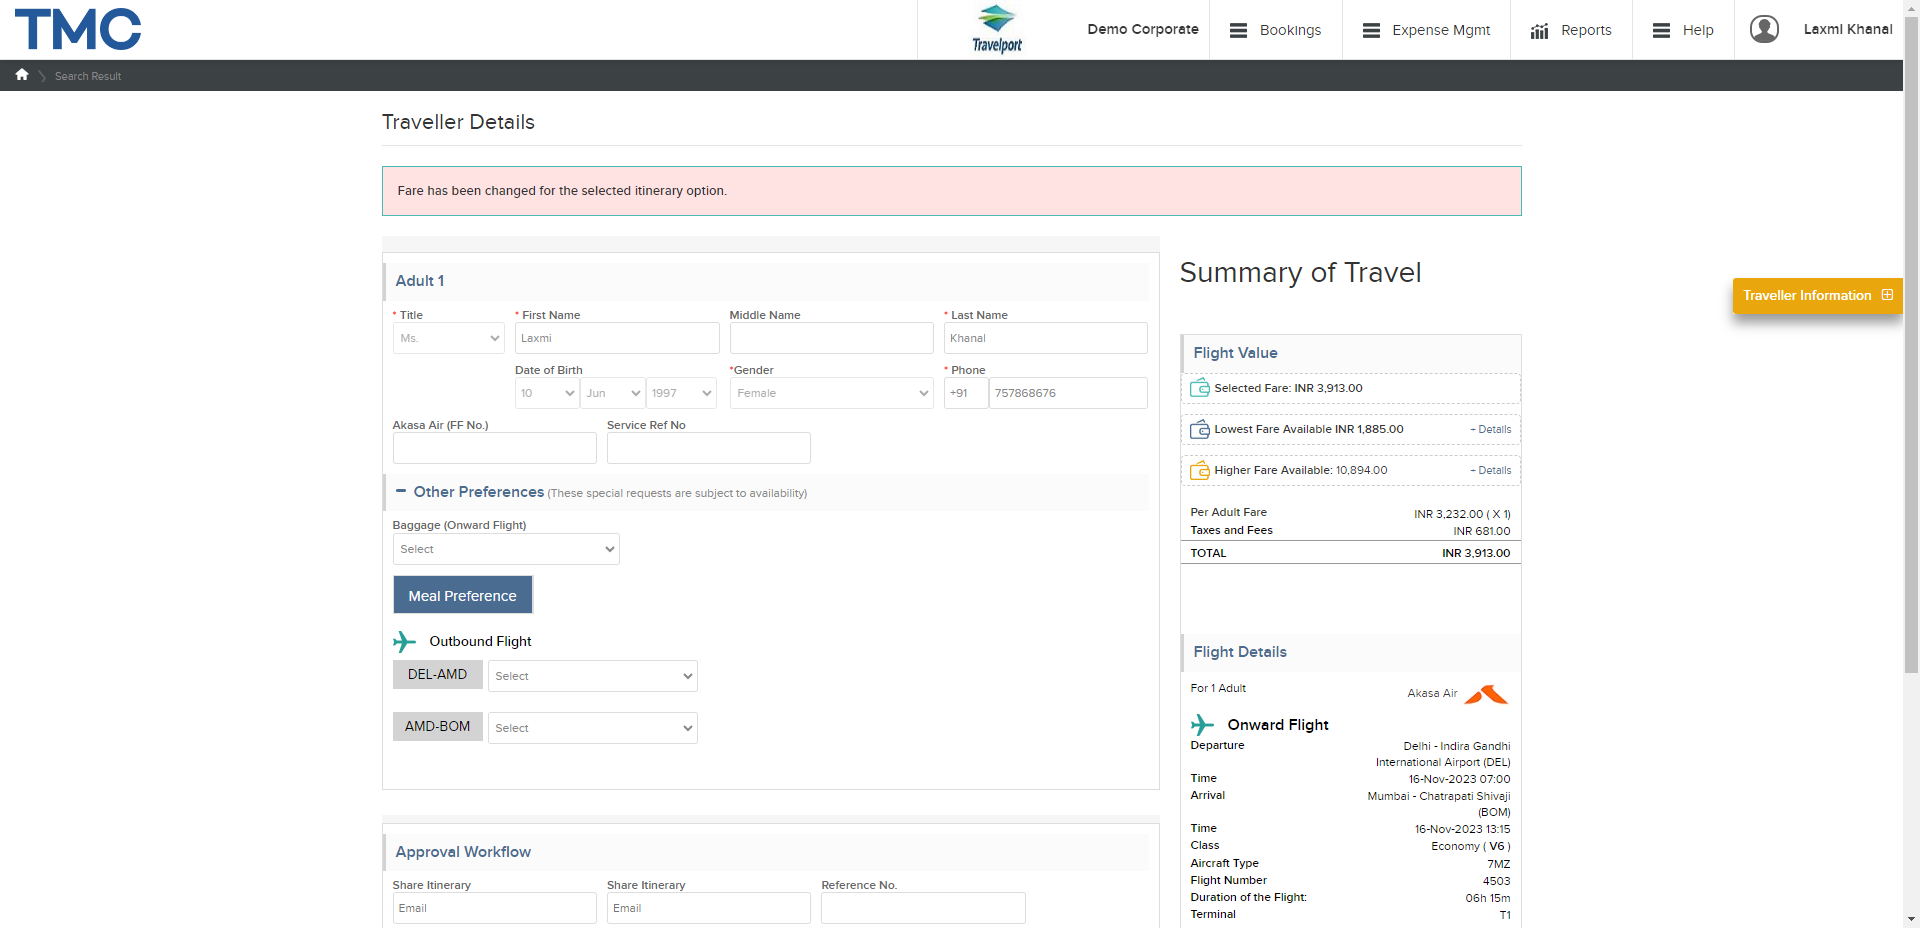 TMC
Travelport
Demo Corporate
Bookings
Expense Mgmt
Reports
Help
Laxmi Khanal
Search Result
Traveller Details
Fare has been changed for the selected itinerary option.
Adult 1
* Title
* First Name
Middle Name
* Last Name
Ms.
Laxmi
Khanal
Date of Birth
*Gender
* Phone
10
Jun
1997
Female
+91
757868676
Akasa Air (FF No.)
Service Ref No
Other Preferences (These special requests are subject to availability)
Baggage (Onward Flight)
Select
Meal Preference
Outbound Flight
DEL-AMD
Select
AMD-BOM
Select
Approval Workflow
Share Itinerary
Share Itinerary
Reference No.
Email
Email
Summary of Travel
Traveller Information
Flight Value
Selected Fare: INR 3,913.00
Lowest Fare Available INR 1,885.00
+ Details
Higher Fare Available: 10,894.00
+ Details
Per Adult Fare
INR 3,232.00 ( X 1)
Taxes and Fees
INR 681.00
TOTAL
INR 3,913.00
Flight Details
For 1 Adult
Akasa Air
Onward Flight
Departure
Delhi - Indira Gandhi
International Airport (DEL)
Time
16-Nov-2023 07:00
Arrival
Mumbai - Chatrapati Shivaji
(BOM)
Time
16-Nov-2023 13:15
Class
Economy ( V6 )
Aircraft Type
7MZ
Flight Number
4503
Duration of the Flight:
06h 15m
Terminal
T1